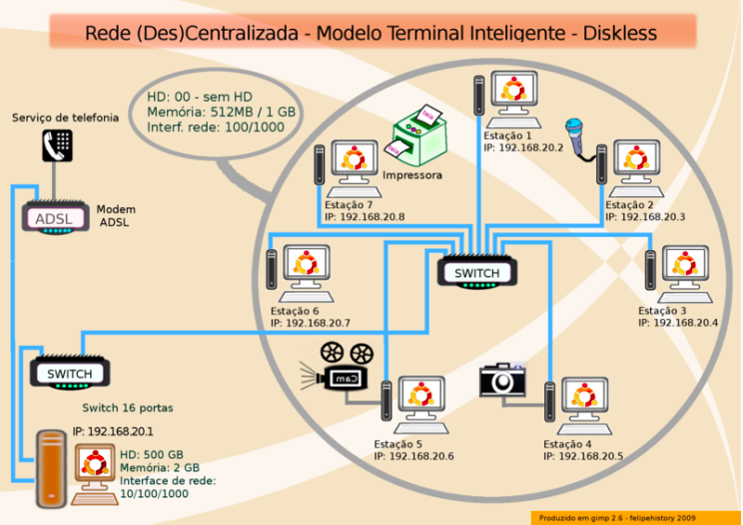 Rede (Des)Centralizada - Modelo Terminal Inteligente - Diskless
HD: 00 - sem HD
Memória: 512MB / 1 GB
Interf. rede: 100/1000
Serviço de telefonia
ADSL
Modem
ADSL
Impressora
Estação 1
IP: 192.168.20.2
Estação 2
IP: 192.168.20.3
Estação 7
IP: 192.168.20.8
SWITCH
Estação 6
IP: 192.168.20.7
Estação 3
IP: 192.168.20.4
Cam
Estação 5
IP: 192.168.20.6
Estação 4
IP: 192.168.20.5
SWITCH
Switch 16 portas
IP: 192.168.20.1
HD: 500 GB
Memória: 2 GB
Interface de rede:
10/100/1000
Produzido em gimp 2.6 - felipehistory 2009